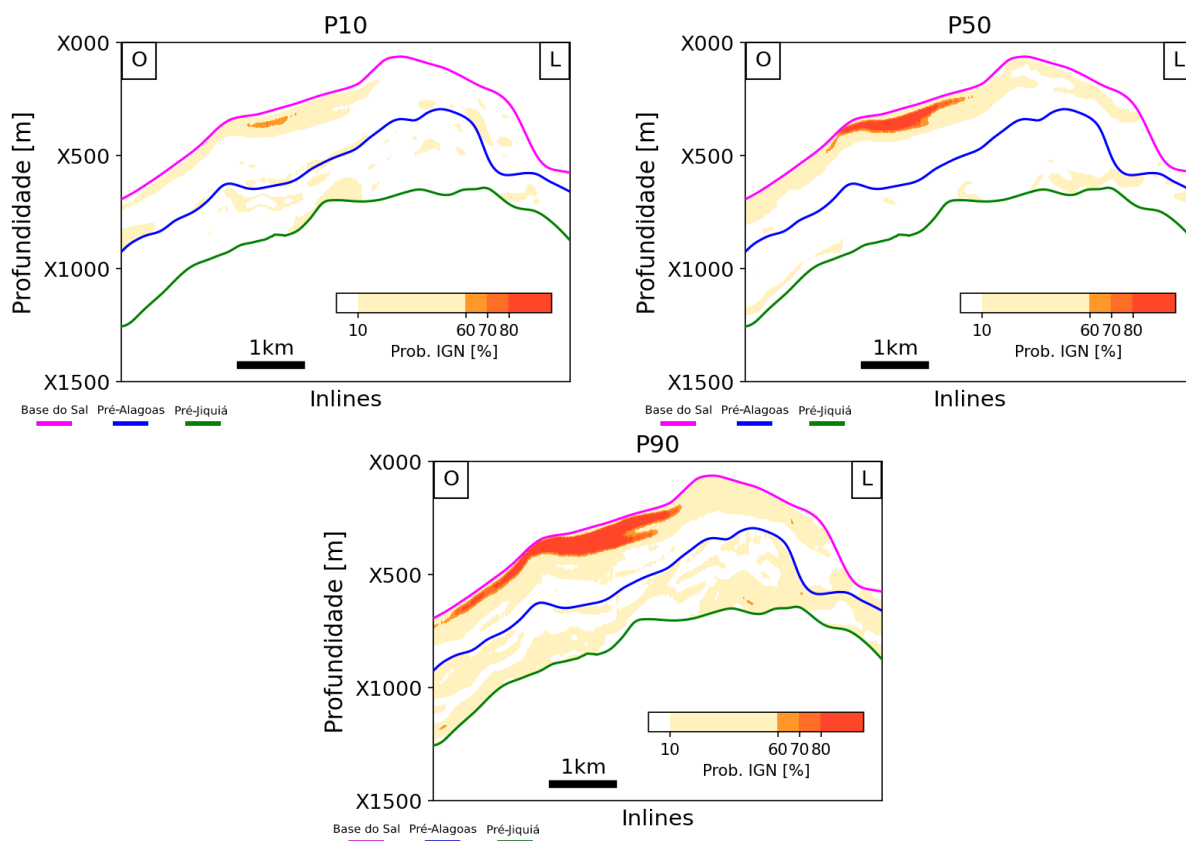 P10
X000
O
L
X500
X1000
X1500
Profundidade [m]
10
60
70
80
Prob. IGN [%]
1km
Inlines
Base do Sal Pré-Alagoas Pré-Jiquiá
P50
X000
O
L
X500
X1000
X1500
Profundidade [m]
10
60
70
80
Prob. IGN [%]
1km
Inlines
Base do Sal Pré-Alagoas Pré-Jiquiá
P90
X000
O
L
X500
X1000
X1500
Profundidade [m]
10
60
70
80
Prob. IGN [%]
1km
Inlines
Base do Sal Pré-Alagoas Pré-Jiquiá